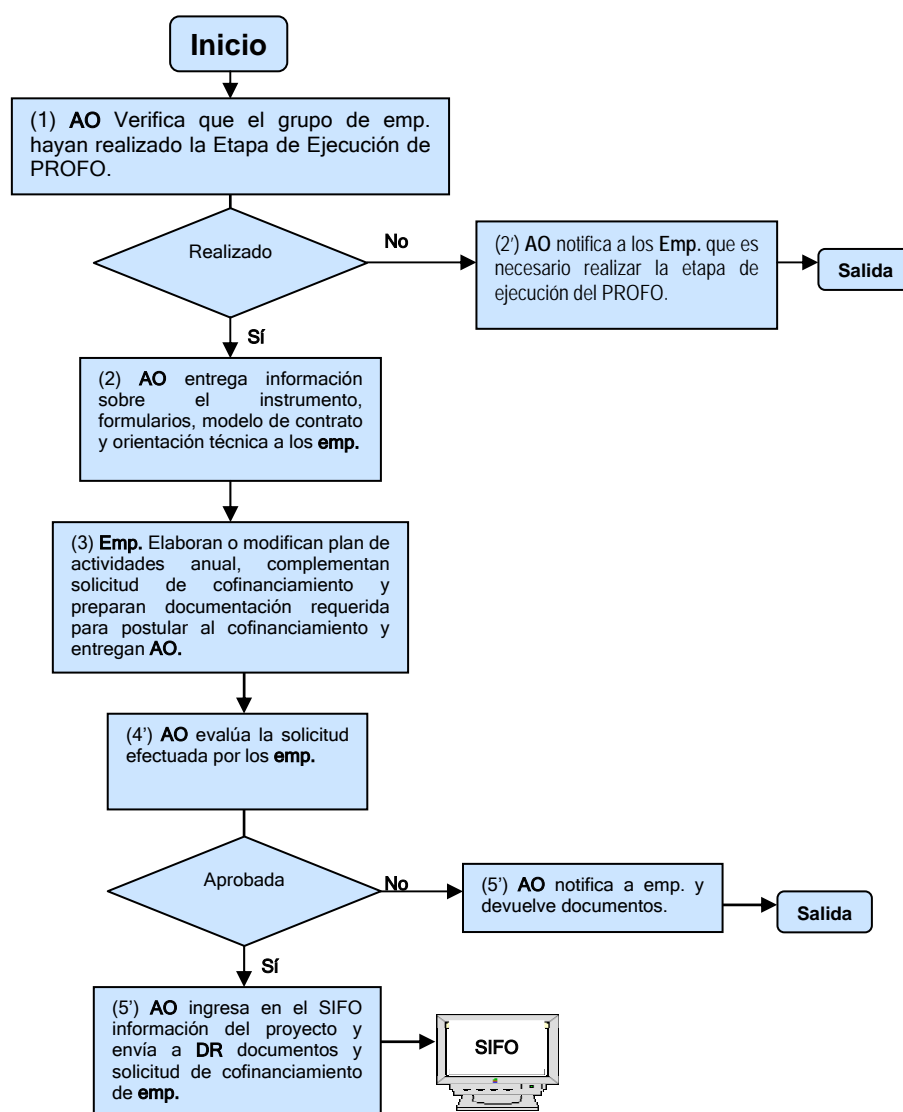 Inicio
(1) AO Verifica que el grupo de emp.
hayan realizado la Etapa de Ejecución de
PROFO.
Realizado
No
(2’) AO notifica a los Emp. que es
necesario realizar la etapa de
ejecución del PROFO.
Salida
Sí
(2) AO entrega información
sobre el instrumento,
formularios, modelo de contrato
y orientación técnica a los emp.
(3) Emp. Elaboran o modifican plan de
actividades anual, complementan
solicitud de cofinanciamiento y
preparan documentación requerida
para postular al cofinanciamiento y
entregan AO.
(4’) AO evalúa la solicitud
efectuada por los emp.
Aprobada
No
(5’) AO notifica a emp. y
devuelve documentos.
Salida
Sí
(5’) AO ingresa en el SIFO
información del proyecto y
envía a DR documentos y
solicitud de cofinanciamiento
de emp.
SIFO